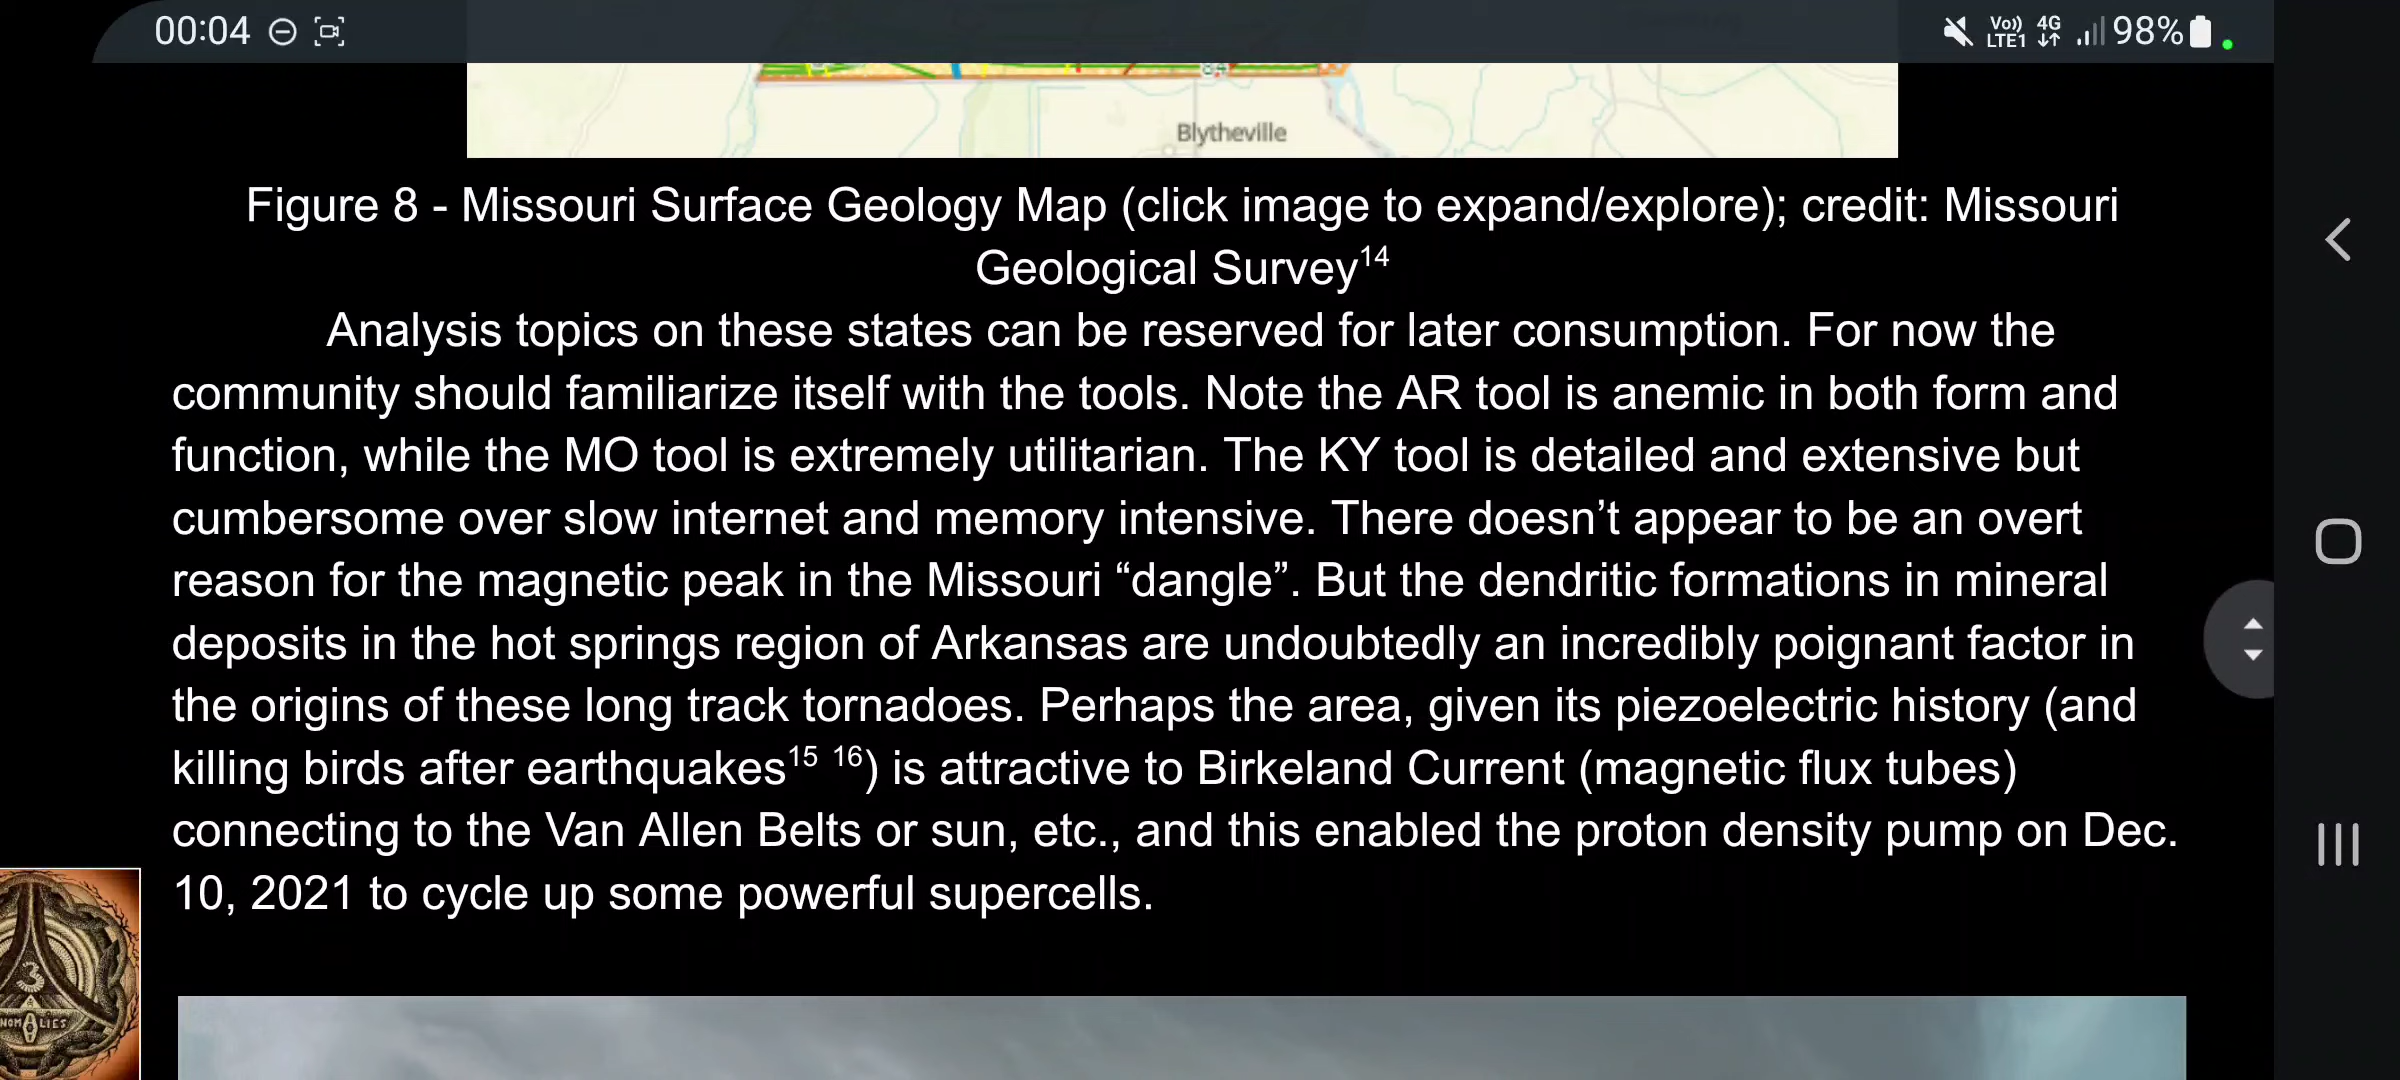 00:04
Vo)) LTE1 4G 98%
84
Blytheville
Figure 8 - Missouri Surface Geology Map (click image to expand/explore); credit: Missouri
Geological Survey14
Analysis topics on these states can be reserved for later consumption. For now the
community should familiarize itself with the tools. Note the AR tool is anemic in both form and
function, while the MO tool is extremely utilitarian. The KY tool is detailed and extensive but
cumbersome over slow internet and memory intensive. There doesn’t appear to be an overt
reason for the magnetic peak in the Missouri “dangle”. But the dendritic formations in mineral
deposits in the hot springs region of Arkansas are undoubtedly an incredibly poignant factor in
the origins of these long track tornadoes. Perhaps the area, given its piezoelectric history (and
killing birds after earthquakes15 16) is attractive to Birkeland Current (magnetic flux tubes)
connecting to the Van Allen Belts or sun, etc., and this enabled the proton density pump on Dec.
10, 2021 to cycle up some powerful supercells.
3